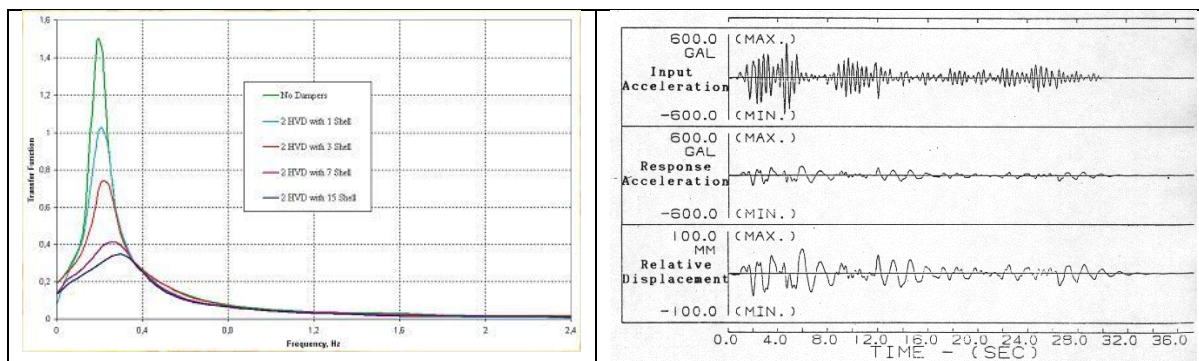 1,6
1,4
1,2
1
0,8
0,6
0,4
0,2
0
Transfer Function
No Dampers
2 HVD with 1 Shell
2 HVD with 3 Shell
2 HVD with 7 Shell
2 HVD with 15 Shell
0 0,4 0,8 1,2 1,6 2 2,4
Frequency, Hz
600.0 (MAX.)
GAL
Input
Acceleration
-600.0 (MIN.)
600.0 (MAX.)
GAL
Response
Acceleration
-600.0 (MIN.)
100.0 (MAX.)
MM
Relative
Displacement
-100.0 (MIN.)
0.0 4.0 8.0 12.0 16.0 20.0 24.0 28.0 32.0 36.0
TIME - (SEC)